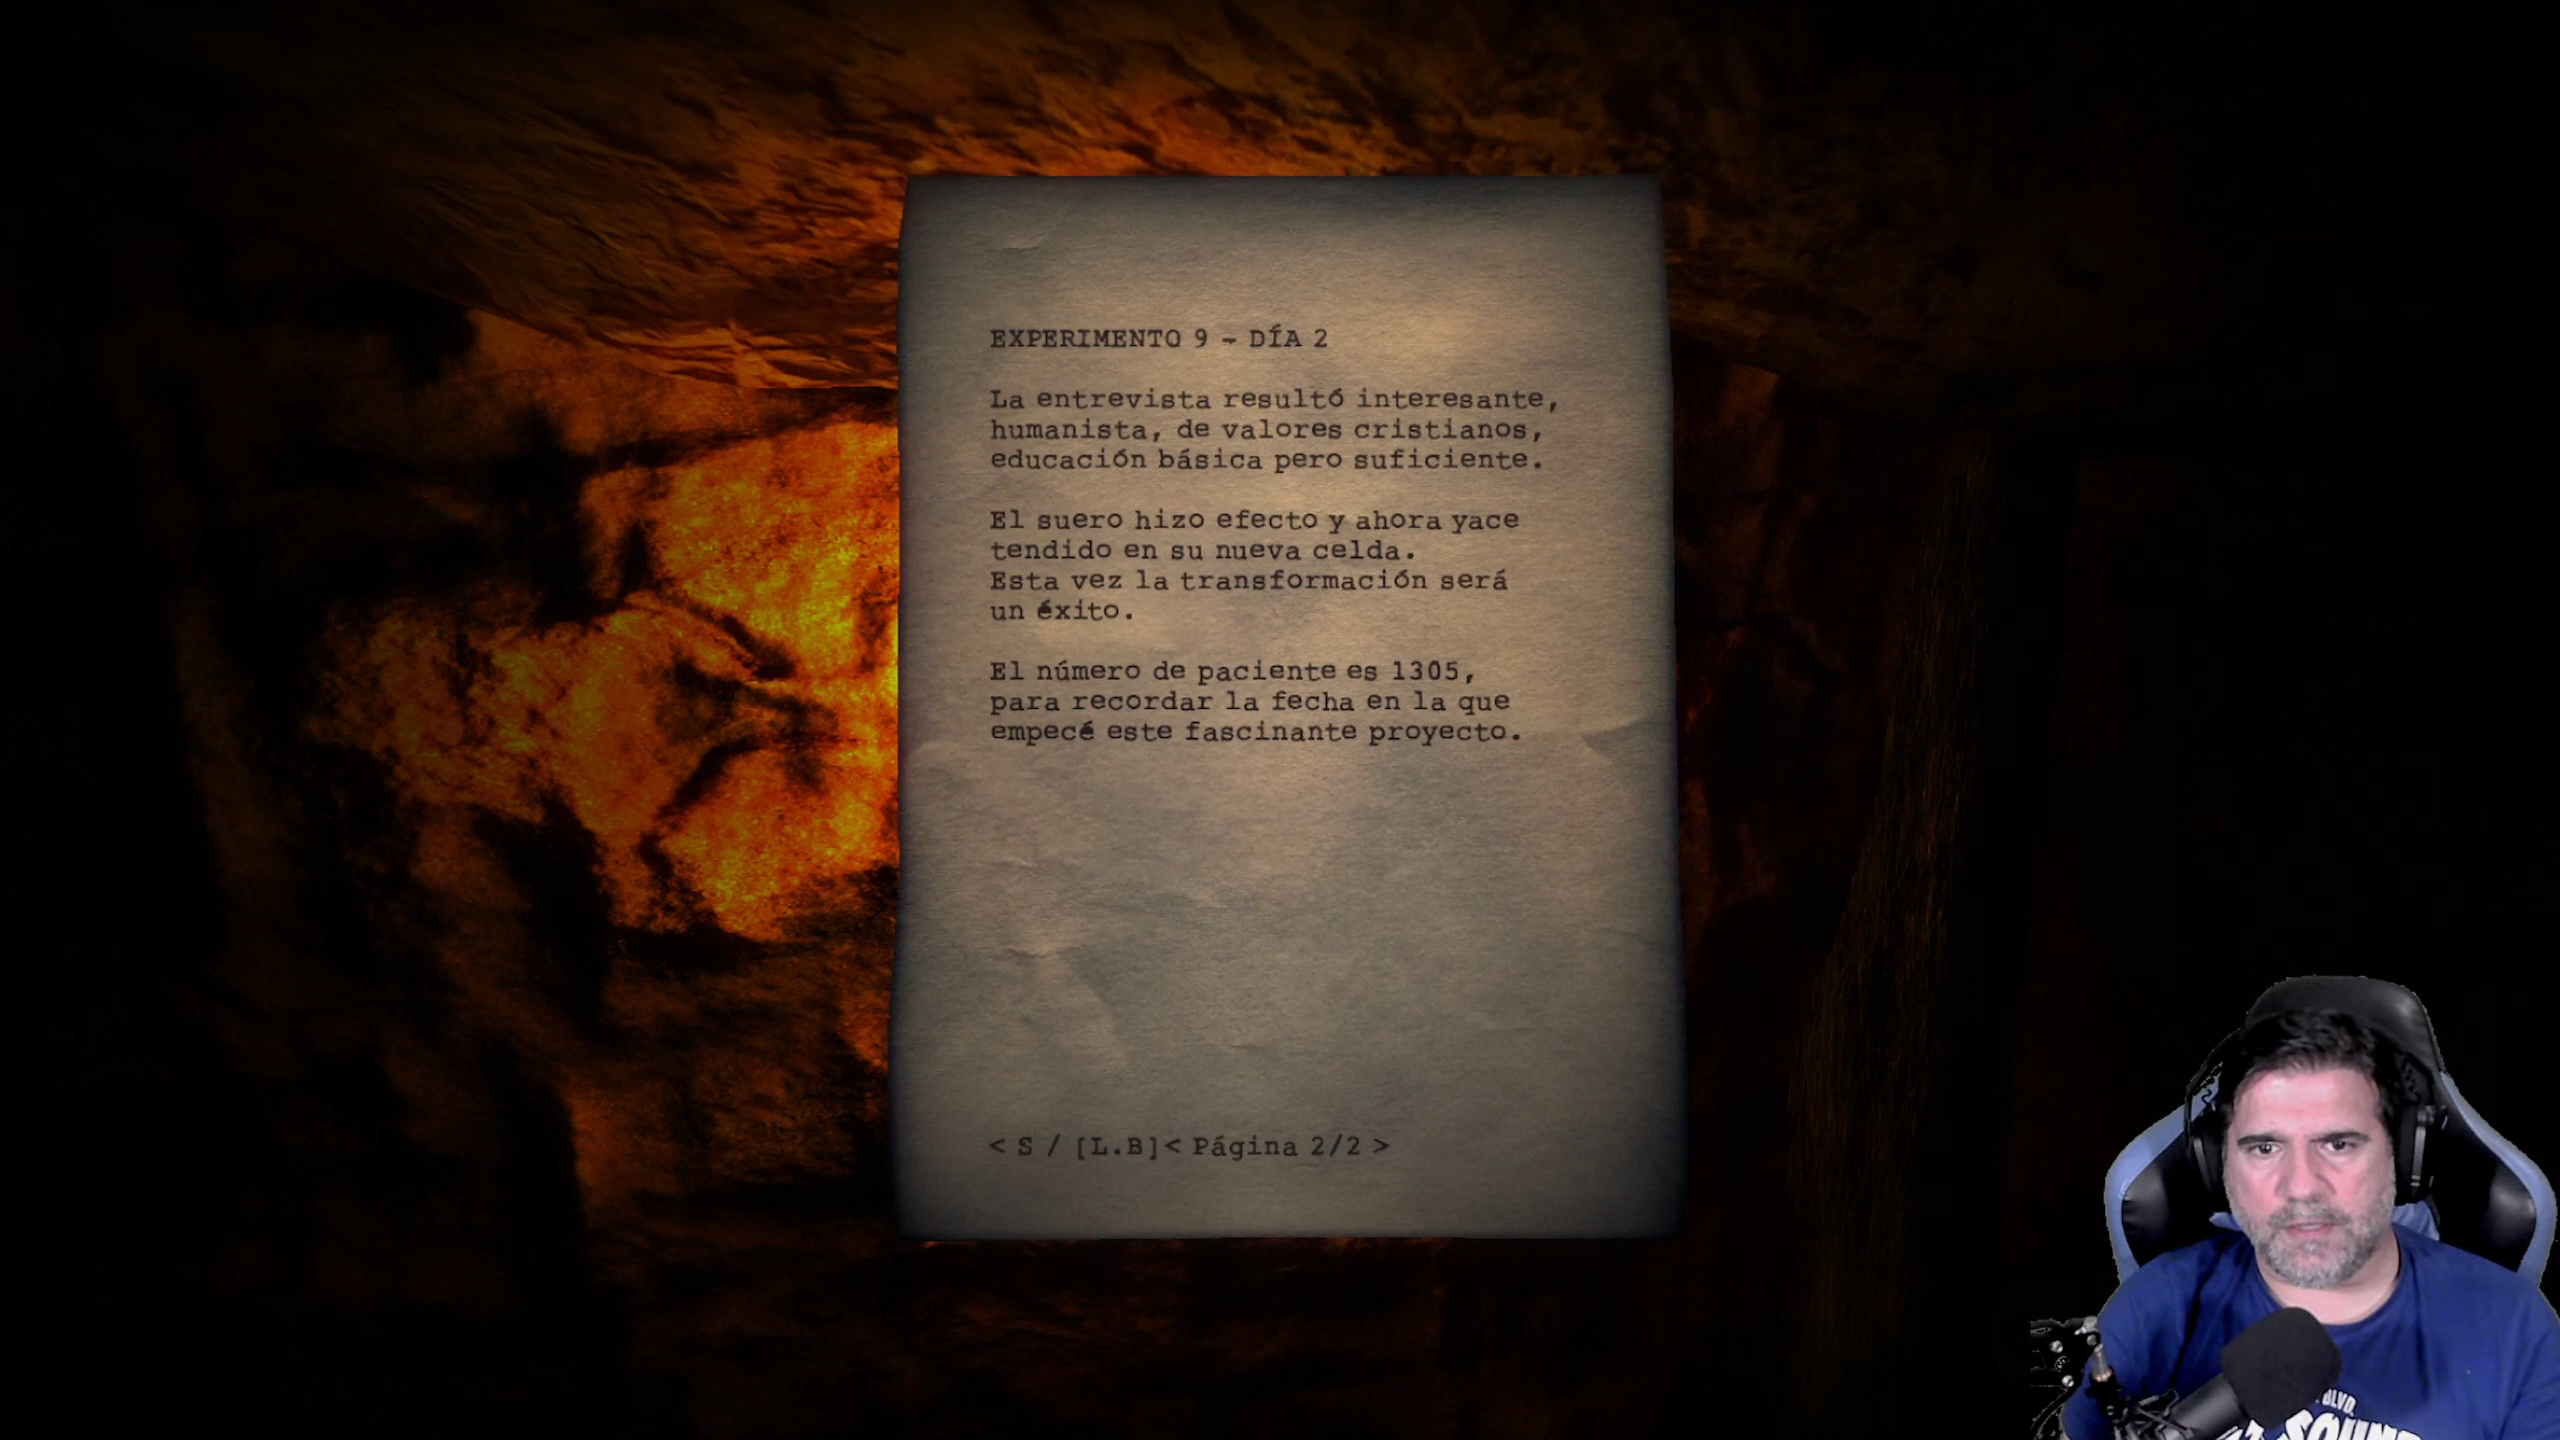 EXPERIMENTO 9 - DÍA 2
La entrevista resultó interesante,
humanista, de valores cristianos,
educación básica pero suficiente.
El suero hizo efecto y ahora yace
tendido en su nueva celda.
Esta vez la transformación será
un éxito.
El número de paciente es 1305,
para recordar la fecha en la que
empecé este fascinante proyecto.
< S / [L.B]< Página 2/2 >
BLVD.